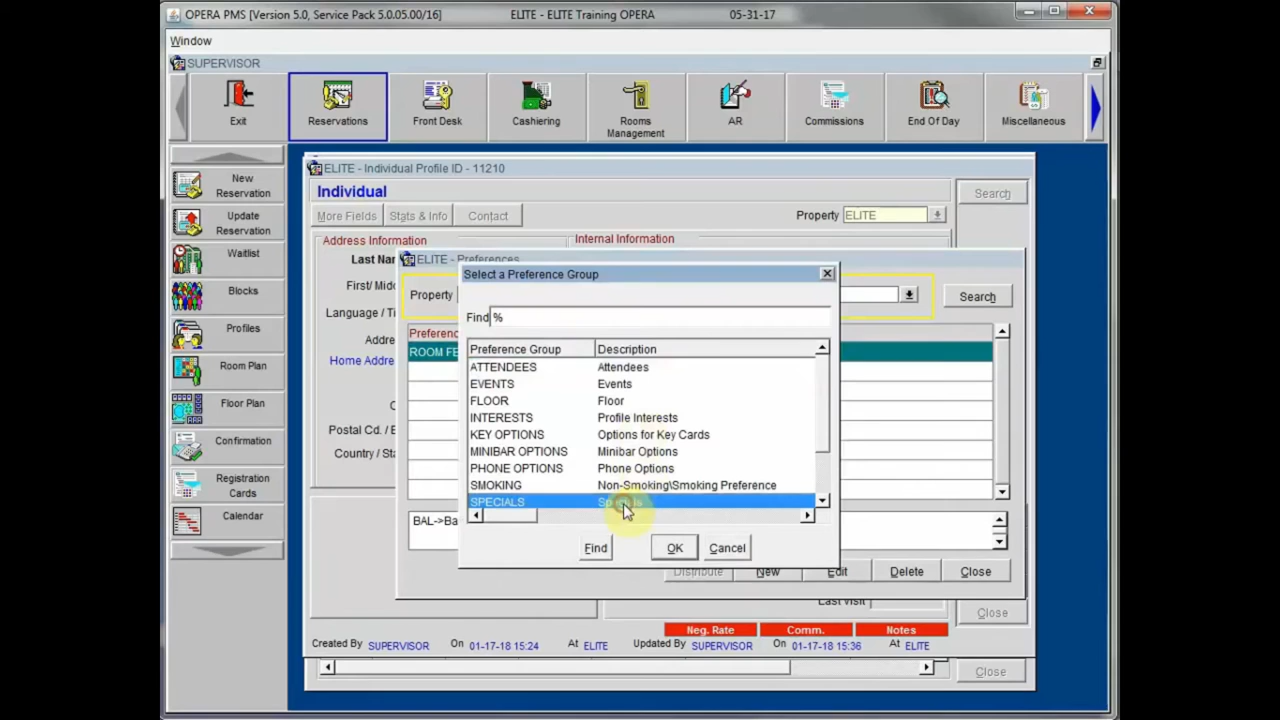 OPERA PMS [Version 5.0, Service Pack 5.0.05.00/16] ELITE - ELITE Training OPERA 05-31-17
Window
SUPERVISOR
Exit
Reservations
Front Desk
Cashiering
Rooms Management
AR
Commissions
End Of Day
Miscellaneous
New Reservation
Update Reservation
Waitlist
Blocks
Profiles
Room Plan
Floor Plan
Confirmation
Registration Cards
Calendar
ELITE - Individual Profile ID - 11210
Individual
Search
More Fields Stats & Info Contact
Property ELITE
Address Information Internal Information
Last Na
First/ Mid
Language / Ti
Addre
Home Addre
Postal Cd. /
Country / Sta
ELITE - Preferences
Property
Search
Preferenc
ROOM FE
BAL->Ba
Select a Preference Group
Find %
Preference Group Description
ATTENDEES Attendees
EVENTS Events
FLOOR Floor
INTERESTS Profile Interests
KEY OPTIONS Options for Key Cards
MINIBAR OPTIONS Minibar Options
PHONE OPTIONS Phone Options
SMOKING Non-Smoking\Smoking Preference
SPECIALS
Find OK Cancel
Distribute New Edit Delete Close
Last Visit
Close
Neg. Rate Comm. Notes
Created By SUPERVISOR On 01-17-18 15:24 At ELITE Updated By SUPERVISOR On 01-17-18 15:36 At ELITE
Close